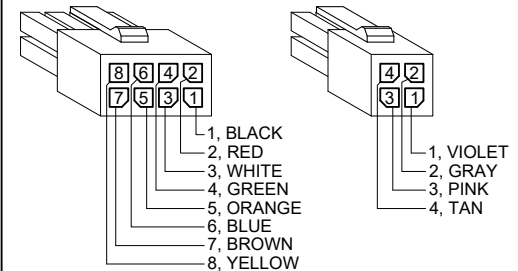 8 6 4 2
7 5 3 1
1, BLACK
2, RED
3, WHITE
4, GREEN
5, ORANGE
6, BLUE
7, BROWN
8, YELLOW
4 2
3 1
1, VIOLET
2, GRAY
3, PINK
4, TAN